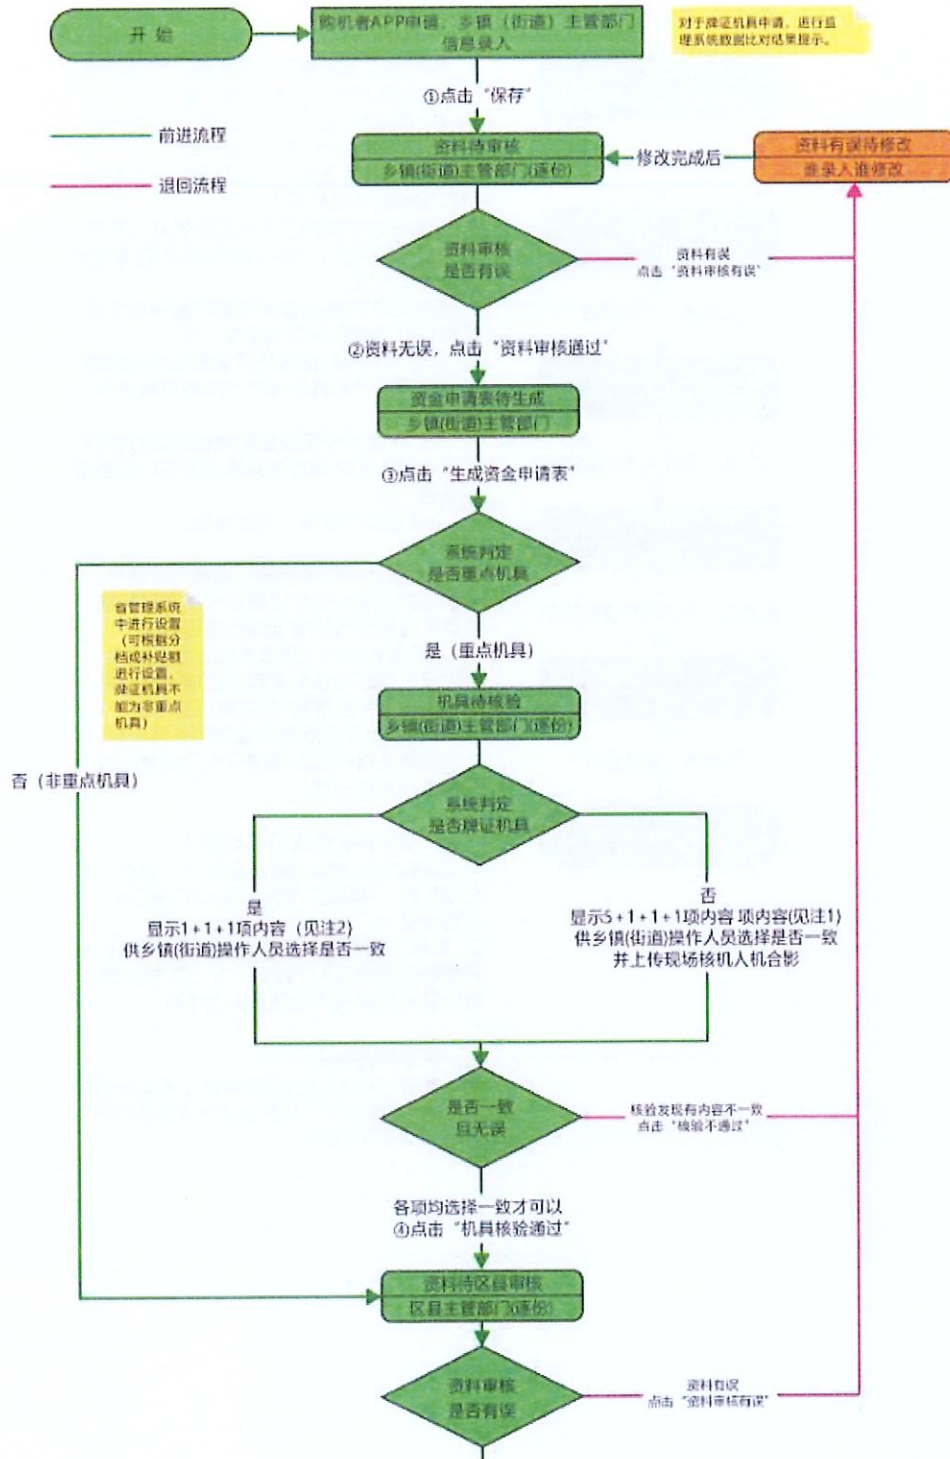 开 始
购机者APP申请，乡镇（街道）主管部门
信息录入
对于牌证机具申请，进行监
理系统数据比对结果提示。
①点击“保存”
前进流程
退回流程
资料待审核
乡镇(街道)主管部门(逐份)
修改完成后
资料有误待修改
谁录入谁修改
资料审核
是否有误
资料有误
点击“资料审核有误”
②资料无误，点击“资料审核通过”
资金申请表待生成
乡镇(街道)主管部门
③点击“生成资金申请表”
系统判定
是否重点机具
省管理系统
中进行设置
（可根据分
档或补贴额
进行设置，
牌证机具不
能为非重点
机具）
是（重点机具）
机具待核验
乡镇(街道)主管部门(逐份)
否（非重点机具）
系统判定
是否牌证机具
是
显示1+1+1项内容（见注2）
供乡镇(街道)操作人员选择是否一致
否
显示5+1+1+1项内容 项内容(见注1)
供乡镇(街道)操作人员选择是否一致
并上传现场核机人机合影
是否一致
且无误
核验发现有内容不一致
点击“核验不通过”
各项均选择一致才可以
④点击“机具核验通过”
资料待区县审核
区县主管部门(逐份)
资料审核
是否有误
资料有误
点击“资料审核有误”